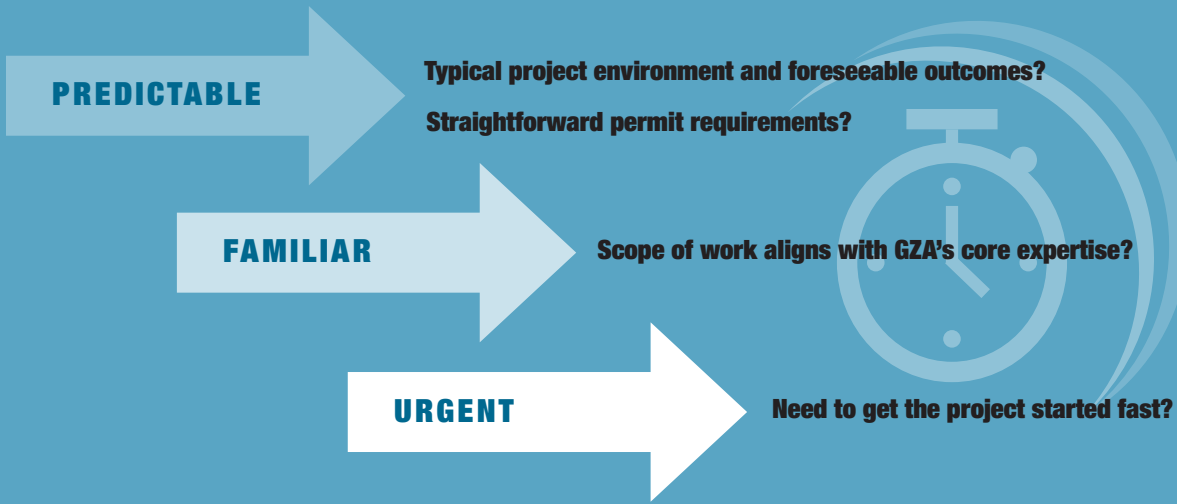 PREDICTABLE
Typical project environment and foreseeable outcomes?
Straightforward permit requirements?
FAMILIAR
Scope of work aligns with GZA's core expertise?
URGENT
Need to get the project started fast?